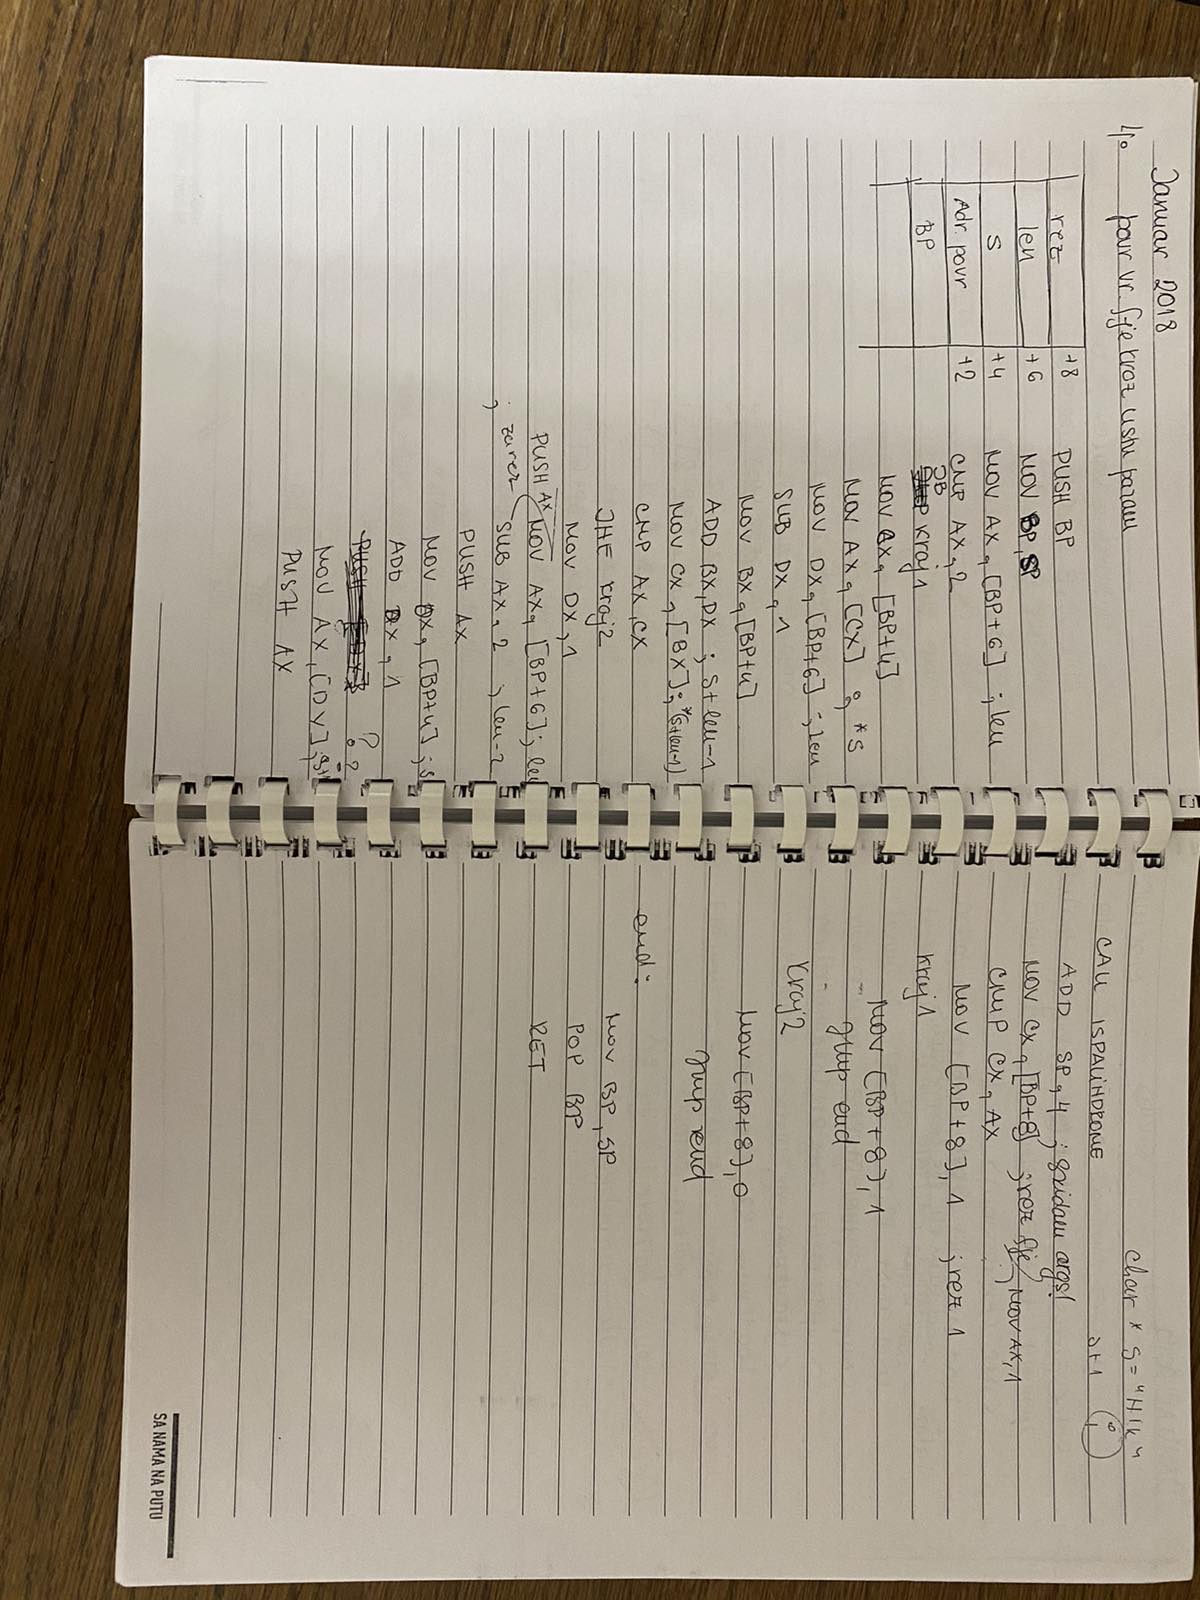 Januar 2018
4. povr vr. fje kroz ustu param
rez +8
len +6
s +4
Adr. povr +2
BP
PUSH BP
MOV BP, SP
MOV AX, [BP+6] ; len
CMP AX, 2
JB kraj1
MOV CX, [BP+4]
MOV AX, [CX] ; *s
MOV DX, [BP+6] ; len
SUB DX, 1
MOV BX, [BP+4]
ADD BX, DX ; s+len-1
MOV CX, [BX] ; *(s+len-1)
CMP AX, CX
JNE kraj2
MOV DX, 1
PUSH AX MOV AX, [BP+6] ; len
; zarez SUB AX, 2 ; len-2
PUSH AX
MOV DX, [BP+4] ; s
ADD DX, 1
? ?
MOV AX, [DX] ; s+1
PUSH AX
char * s = "Hik"
s+1 i
CALL ISPALINDROME
ADD SP, 4 ; skidam args!
MOV CX, [BP+8] ; rez fje ; MOV AX, 1
CMP CX, AX
MOV [BP+8], 1 ; rez 1
kraj1
MOV [BP+8], 1
jmp end
kraj2
MOV [BP+8], 0
jmp end
end:
MOV BP, SP
POP BP
RET
SA NAMA NA PUTU